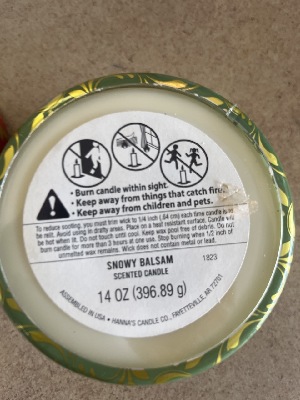 • Burn candle within sight.
• Keep away from things that catch fire.
• Keep away from children and pets.
To reduce sooting, you must trim wick to 1/4 inch (.64 cm) each time candle is
relit. Avoid using in drafty areas. Place on a heat resistant surface. Candle will
be hot when lit. Do not touch until cool. Keep wax pool free of debris. Do not
burn candle for more than 3 hours at one use. Stop burning when 1/2 inch of
unmelted wax remains. Wick does not contain metal or lead.
SNOWY BALSAM 1823
SCENTED CANDLE
14 OZ (396.89 g)
ASSEMBLED IN USA • HANNA'S CANDLE CO., FAYETTEVILLE, AR 72701